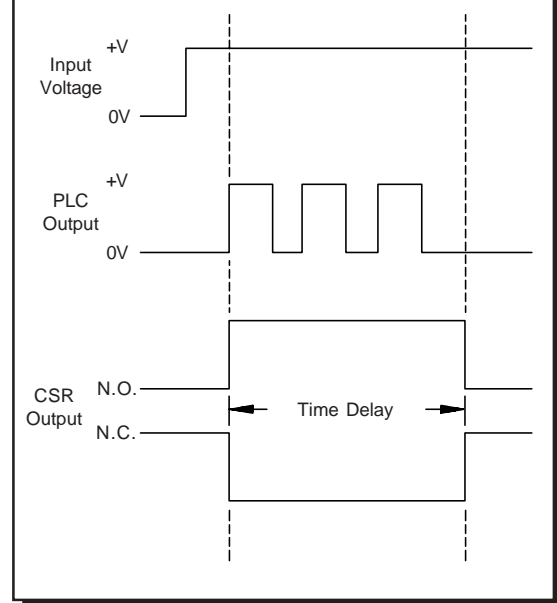 +V
Input
Voltage
0V
+V
PLC
Output
0V
N.O.
CSR
Output
N.C.
Time Delay